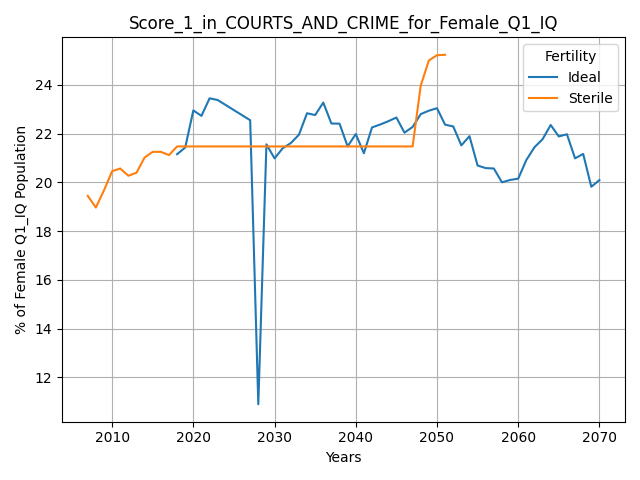 Score_1_in_COURTS_AND_CRIME_for_Female_Q1_IQ
% of Female Q1_IQ Population
24
22
20
18
16
14
12
Fertility
Ideal
Sterile
2010 2020 2030 2040 2050 2060 2070
Years